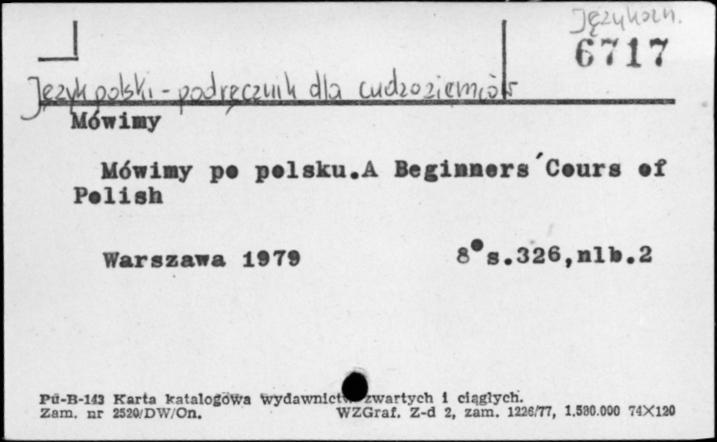 Językozn.
6717
Język polski - podręcznik dla cudzoziemców
Mówimy
Mówimy po polsku.A Beginners´Cours of
Polish
Warszawa 1979 8°s.326,nlb.2
Pu-B-143 Karta katalogowa wydawnictw zwartych i ciągłych.
Zam. nr 2520/DW/On. WZGraf. Z-d 2, zam. 1226/77, 1.580.000 74X120